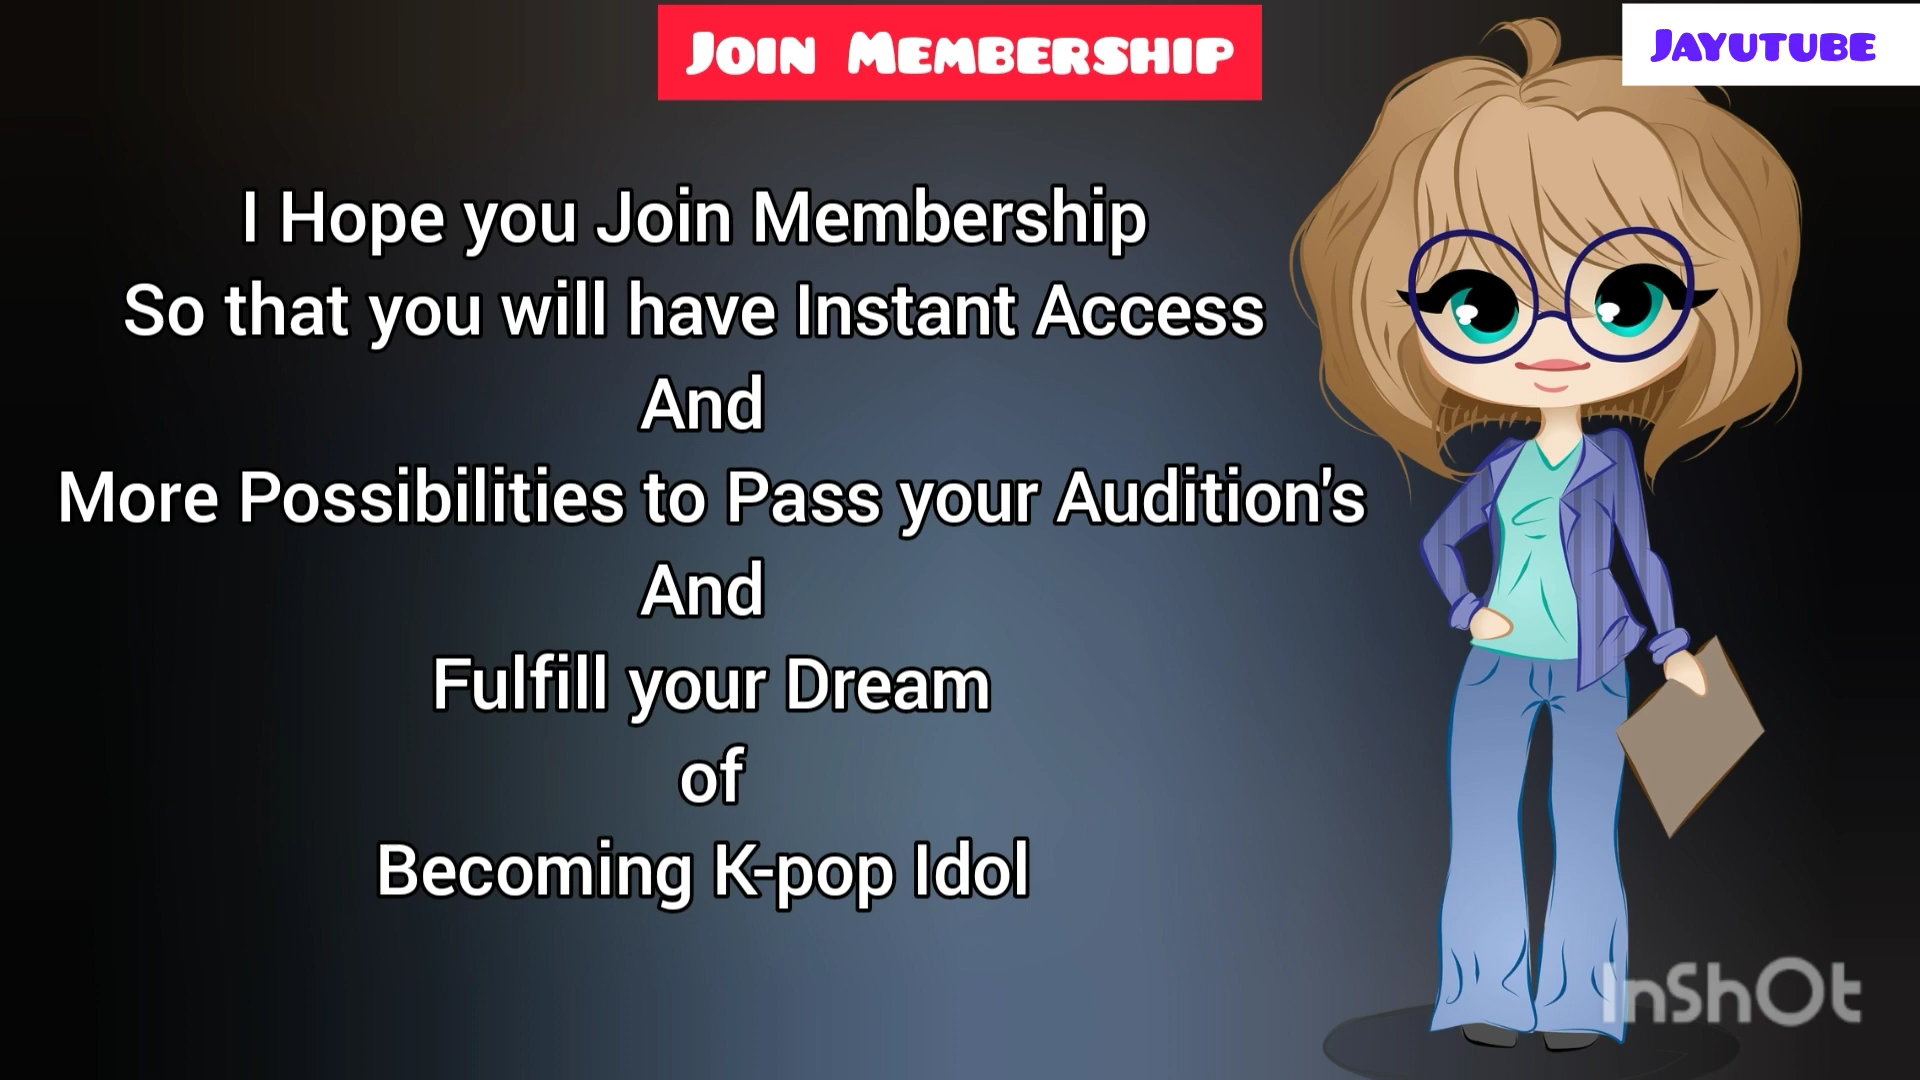 Join Membership
Jayutube
I Hope you Join Membership
So that you will have Instant Access
And
More Possibilities to Pass your Audition's
And
Fulfill your Dream
of
Becoming K-pop Idol
InShOt